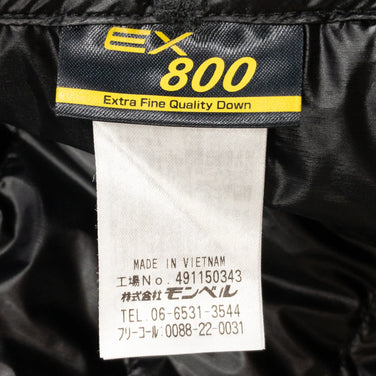 EX
800
Extra Fine Quality Down
MADE IN VIETNAM
工場No. 491150343
株式会社 モンベル
TEL. 06-6531-3544
フリーコール:0088-22-0031